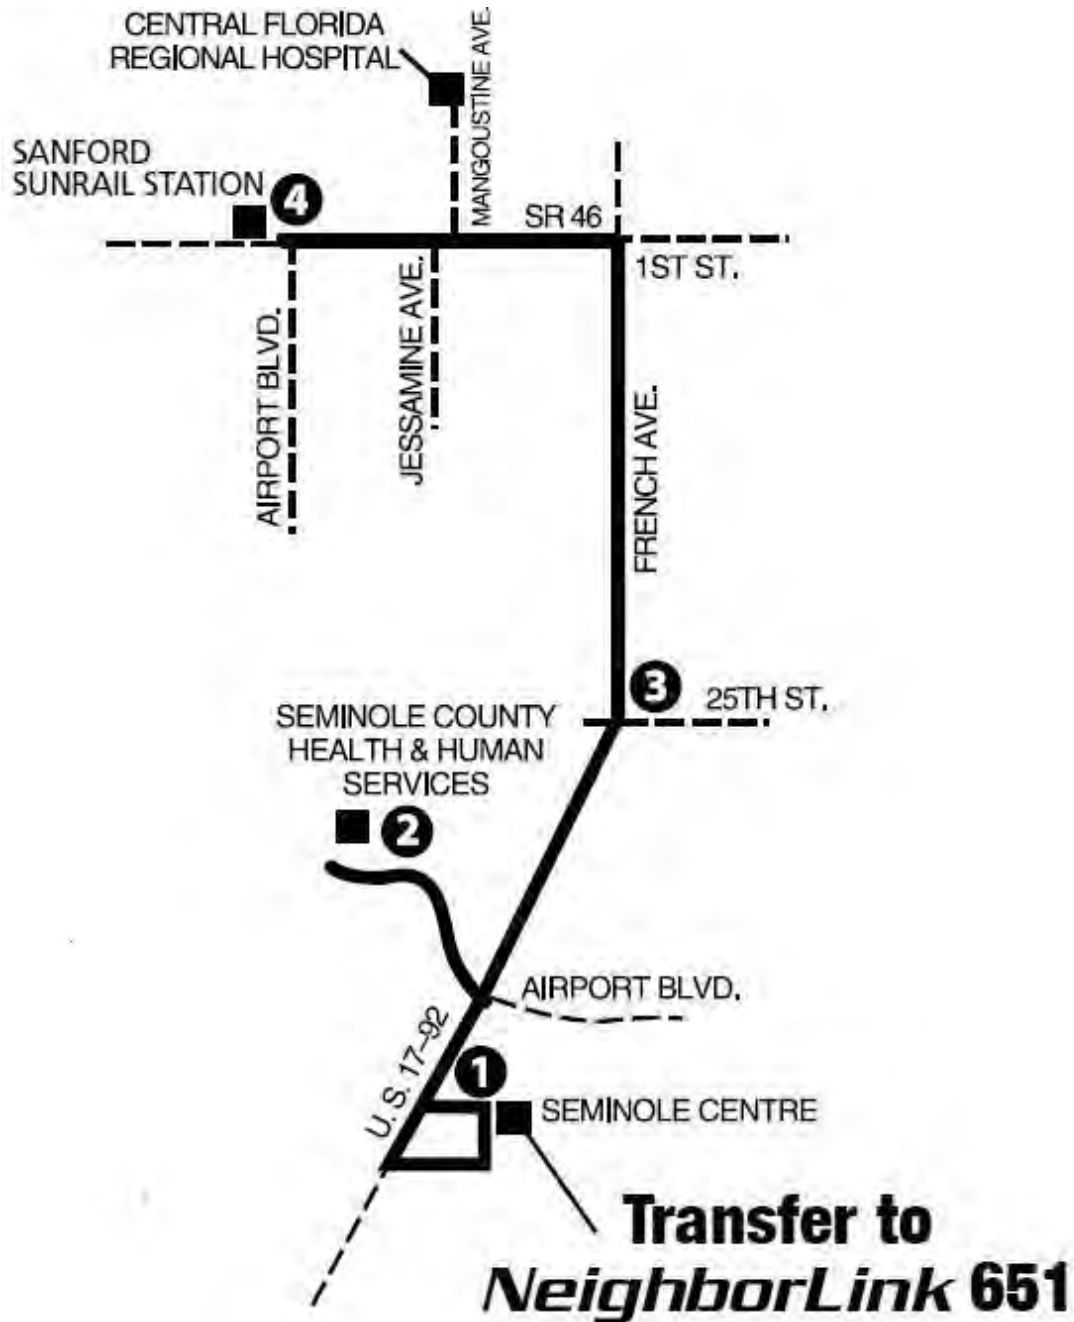 CENTRAL FLORIDA
REGIONAL HOSPITAL
MANGOUSTINE AVE.
SANFORD
SUNRAIL STATION
4
SR 46
1ST ST.
AIRPORT BLVD.
JESSAMINE AVE.
FRENCH AVE.
3
25TH ST.
SEMINOLE COUNTY
HEALTH & HUMAN
SERVICES
2
AIRPORT BLVD.
U. S. 17-92
1
SEMINOLE CENTRE
Transfer to
NeighborLink 651